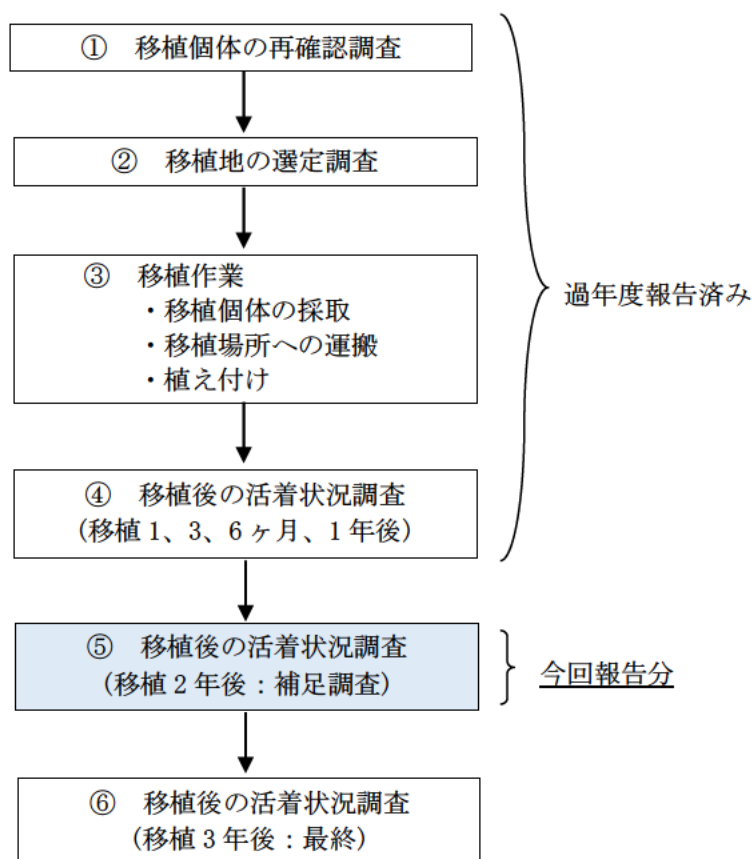 ① 移植個体の再確認調査
② 移植地の選定調査
③ 移植作業
・移植個体の採取
・移植場所への運搬
・植え付け
過年度報告済み
④ 移植後の活着状況調査
(移植 1、3、6 ヶ月、1 年後)
⑤ 移植後の活着状況調査
(移植 2 年後：補足調査)
今回報告分
⑥ 移植後の活着状況調査
(移植 3 年後：最終)